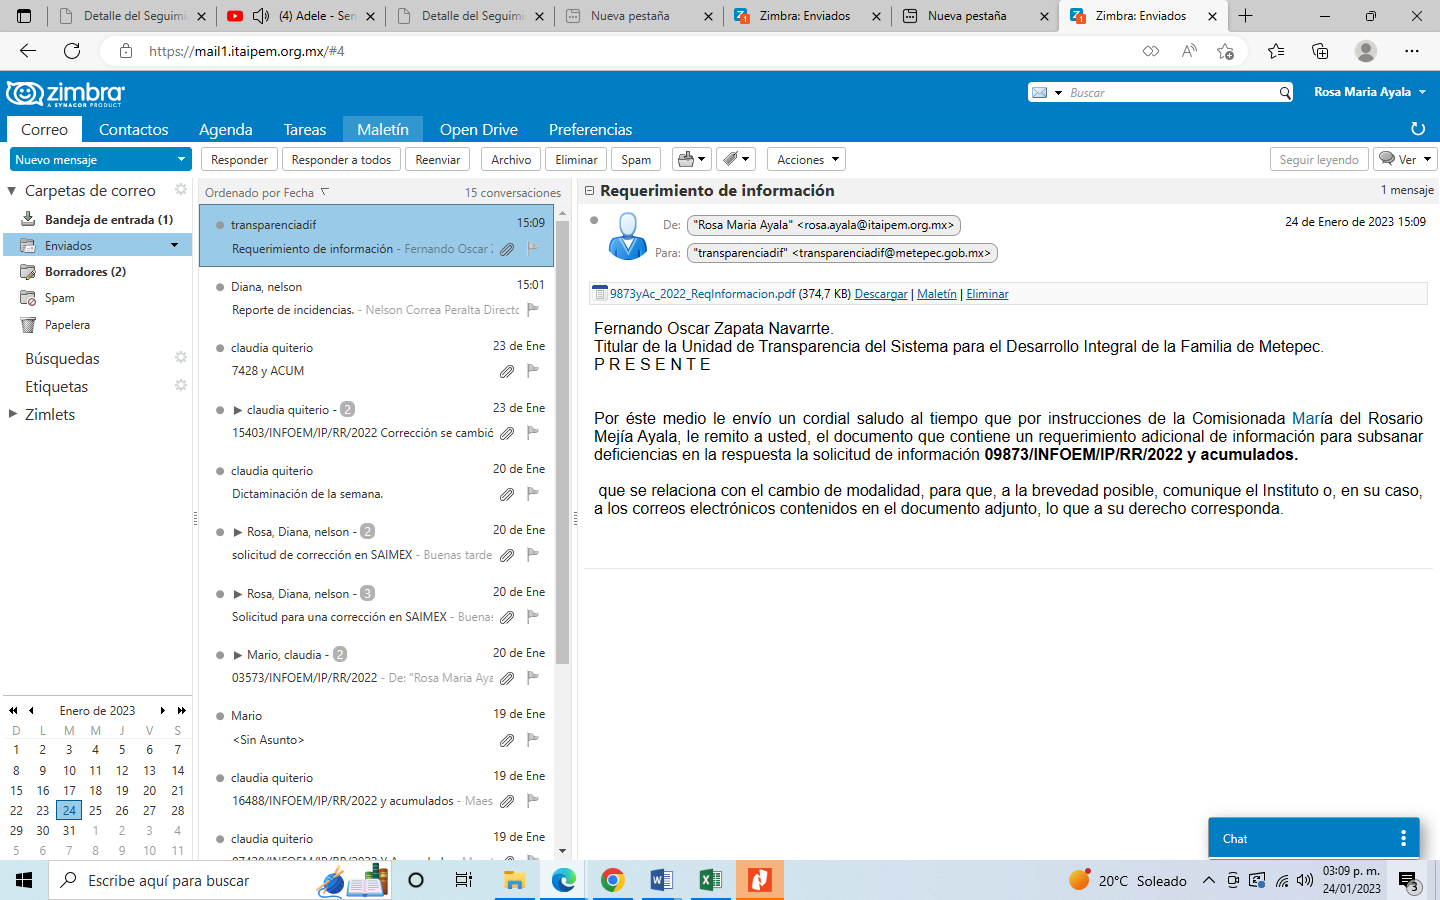 Detalle del Seguimi
(4) Adele - Sen
Detalle del Seguimi
Nueva pestaña
Zimbra: Enviados
Nueva pestaña
Zimbra: Enviados
https://mail1.itaipem.org.mx/#4
zimbra
A SYNACOR PRODUCT
Buscar
Rosa Maria Ayala
Correo
Contactos
Agenda
Tareas
Maletín
Open Drive
Preferencias
Nuevo mensaje
Responder
Responder a todos
Reenviar
Archivo
Eliminar
Spam
Acciones
Seguir leyendo
Ver
Carpetas de correo
Bandeja de entrada (1)
Enviados
Borradores (2)
Spam
Papelera
Búsquedas
Etiquetas
Zimlets
Enero de 2023
D L M M J V S
1 2 3 4 5 6 7
8 9 10 11 12 13 14
15 16 17 18 19 20 21
22 23 24 25 26 27 28
29 30 31 1 2 3 4
5 6 7 8 9 10 11
Ordenado por Fecha
15 conversaciones
transparenciadif 15:09
Requerimiento de información - Fernando Oscar
Diana, nelson 15:01
Reporte de incidencias. - Nelson Correa Peralta Directo
claudia quiterio 23 de Ene
7428 y ACUM
claudia quiterio - 2 23 de Ene
15403/INFOEM/IP/RR/2022 Corrección se cambió
claudia quiterio 20 de Ene
Dictaminación de la semana.
Rosa, Diana, nelson - 2 20 de Ene
solicitud de corrección en SAIMEX - Buenas tarde
Rosa, Diana, nelson - 3 20 de Ene
Solicitud para una corrección en SAIMEX - Buenas
Mario, claudia - 2 20 de Ene
03573/INFOEM/IP/RR/2022 - De: "Rosa Maria Aya
Mario 19 de Ene
<Sin Asunto>
claudia quiterio 19 de Ene
16488/INFOEM/IP/RR/2022 y acumulados - Maes
claudia quiterio 19 de Ene
Requerimiento de información
1 mensaje
De: "Rosa Maria Ayala" <rosa.ayala@itaipem.org.mx>
24 de Enero de 2023 15:09
Para: "transparenciadif" <transparenciadif@metepec.gob.mx>
9873yAc_2022_ReqInformacion.pdf (374,7 KB) Descargar | Maletín | Eliminar
Fernando Oscar Zapata Navarrte.
Titular de la Unidad de Transparencia del Sistema para el Desarrollo Integral de la Familia de Metepec.
P R E S E N T E
Por éste medio le envío un cordial saludo al tiempo que por instrucciones de la Comisionada María del Rosario
Mejía Ayala, le remito a usted, el documento que contiene un requerimiento adicional de información para subsanar
deficiencias en la respuesta la solicitud de información 09873/INFOEM/IP/RR/2022 y acumulados.
que se relaciona con el cambio de modalidad, para que, a la brevedad posible, comunique el Instituto o, en su caso,
a los correos electrónicos contenidos en el documento adjunto, lo que a su derecho corresponda.
Chat
Escribe aquí para buscar
20°C Soleado
03:09 p. m.
24/01/2023
3